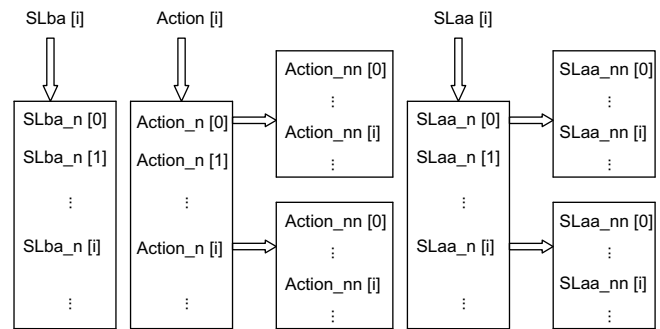 SLba [i]
SLba_n [0]
SLba_n [1]
⋮
SLba_n [i]
⋮
Action [i]
Action_n [0]
Action_n [1]
⋮
Action_n [i]
⋮
Action_nn [0]
⋮
Action_nn [i]
⋮
Action_nn [0]
⋮
Action_nn [i]
⋮
SLaa [i]
SLaa_n [0]
SLaa_n [1]
⋮
SLaa_n [i]
⋮
SLaa_nn [0]
⋮
SLaa_nn [i]
⋮
SLaa_nn [0]
⋮
SLaa_nn [i]
⋮